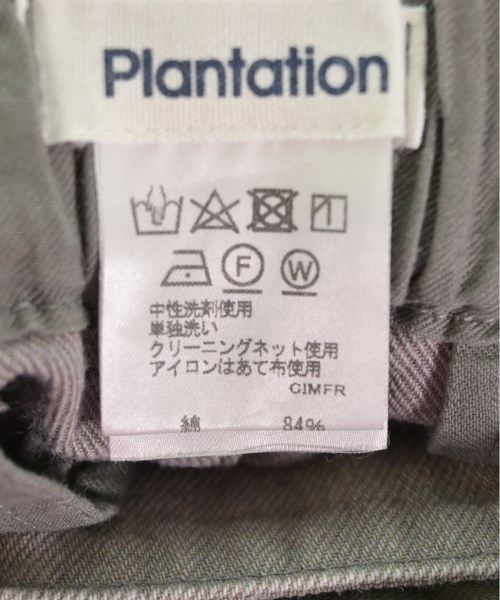 Plantation
F W
中性洗剤使用
単独洗い
クリーニングネット使用
アイロンはあて布使用
CIMFR
綿 84%